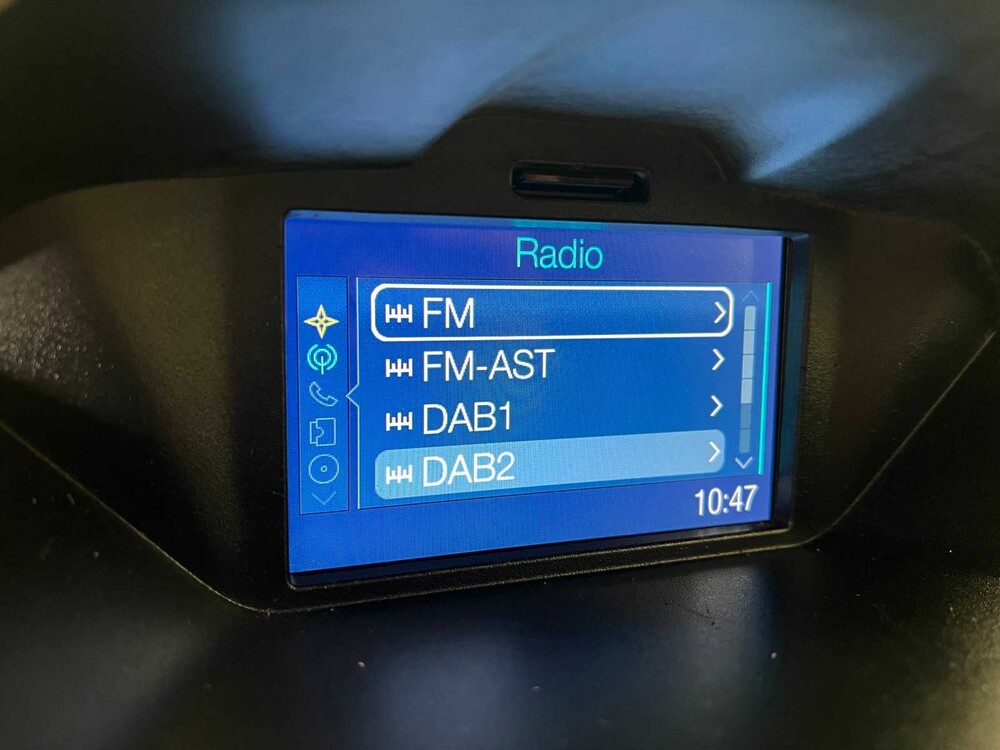 Radio
FM
FM-AST
DAB1
DAB2
10:47